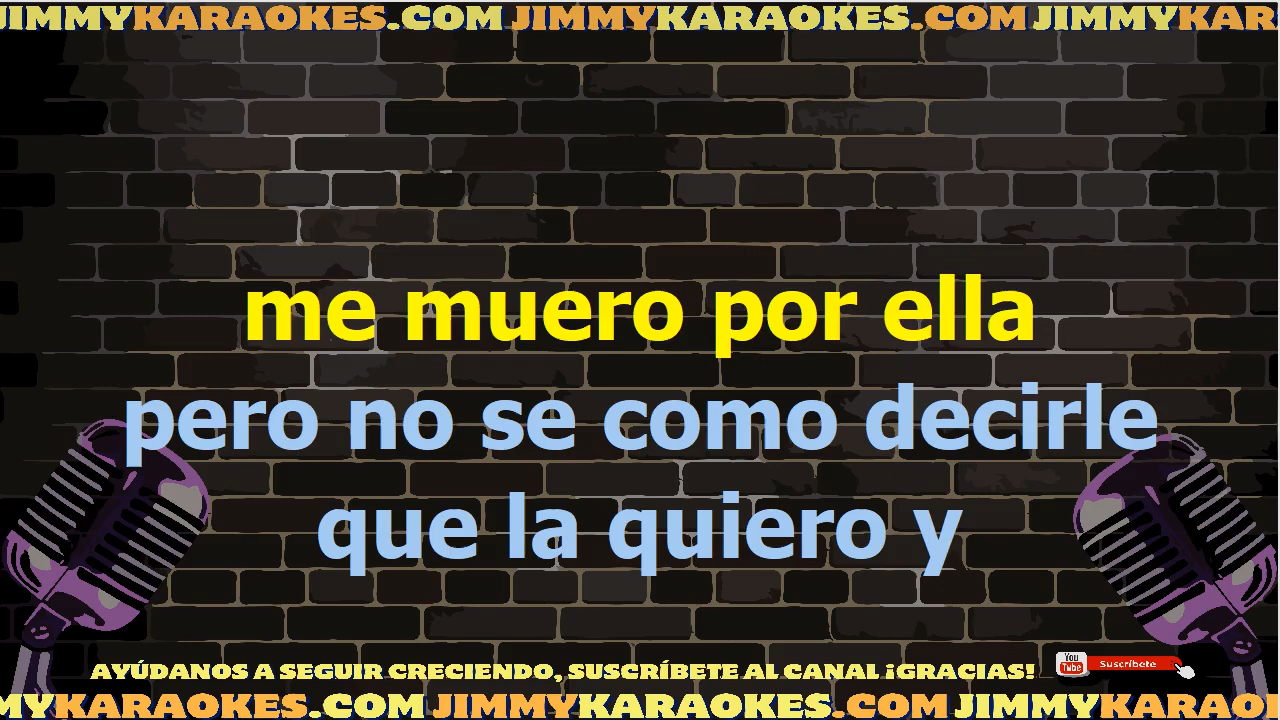 JIMMYKARAOKES.COM JIMMYKARAOKES.COM JIMMYKAR
me muero por ella
pero no se como decirle
que la quiero y
AYÚDANOS A SEGUIR CRECIENDO, SUSCRÍBETE AL CANAL ¡GRACIAS!
You Tube Suscríbete
MYKARAOKES.COM JIMMYKARAOKES.COM JIMMYKARAO